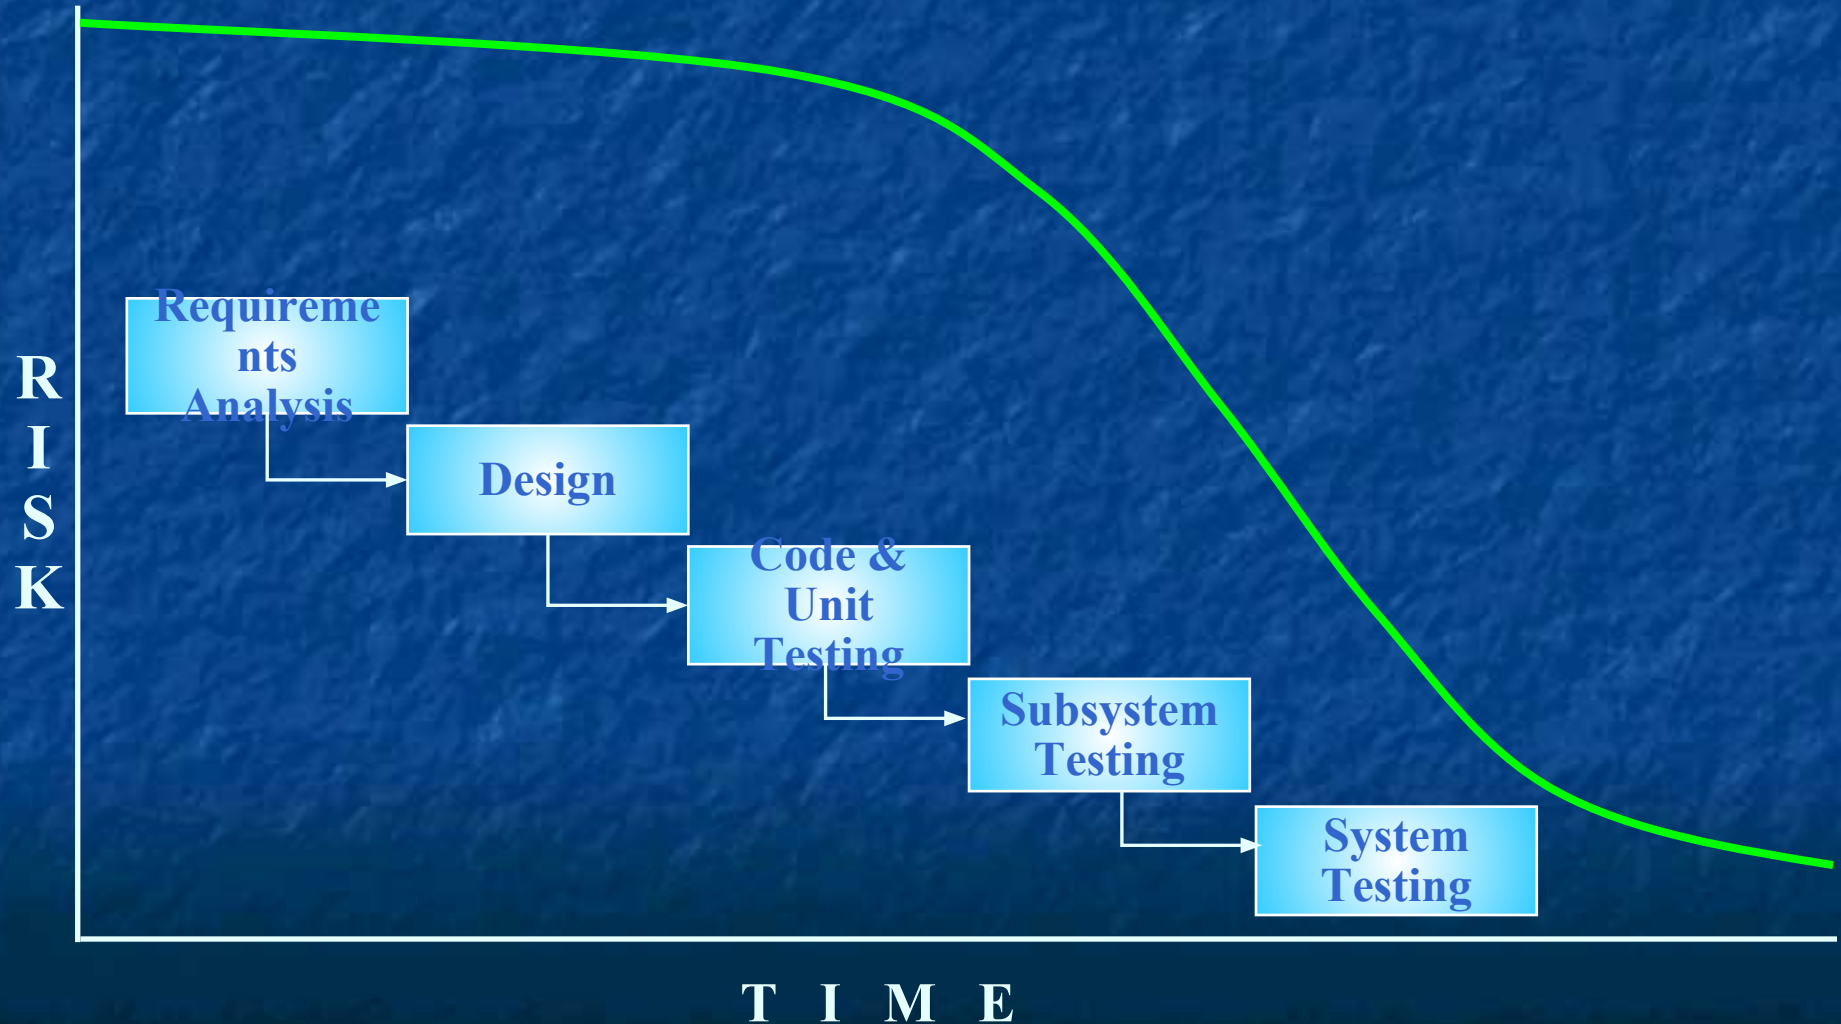 Requireme
nts
Analysis
R
I
S
K
Design
Code &
Unit
Testing
Subsystem
Testing
System
Testing
T I M E